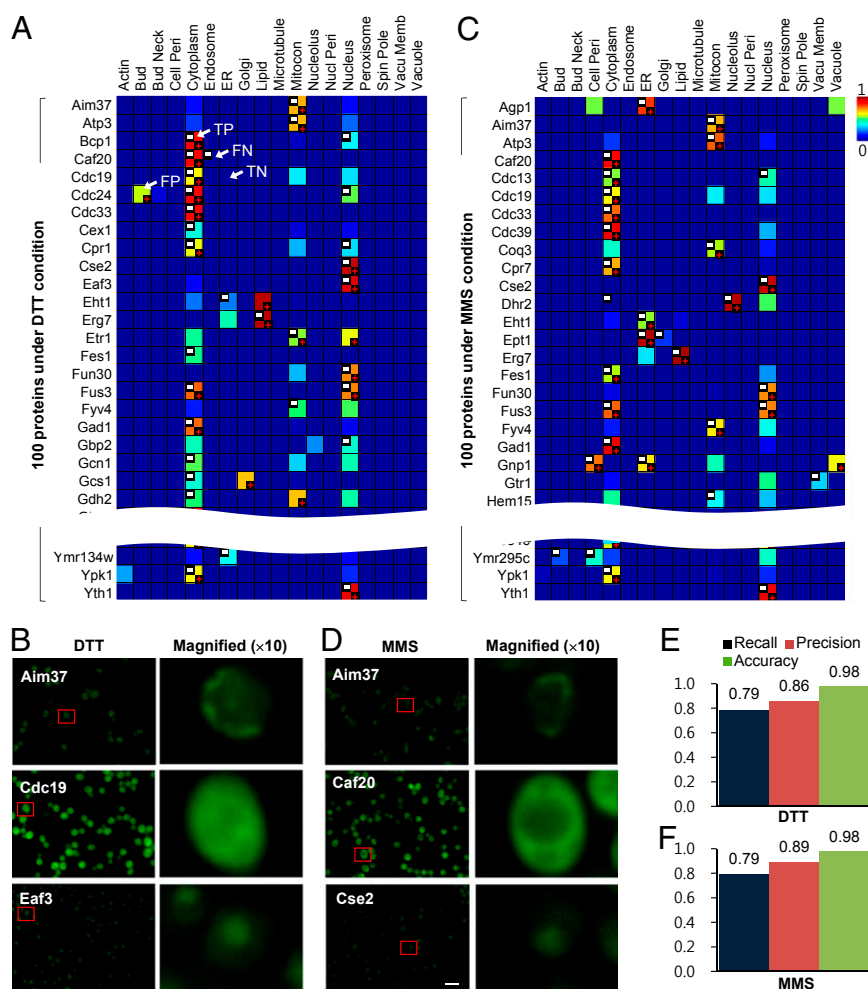 A
Actin
Bud
Bud Neck
Cell Peri
Cytoplasm
Endosome
ER
Golgi
Lipid
Microtubule
Mitocon
Nucleolus
Nucl Peri
Nucleus
Peroxisome
Spin Pole
Vacu Memb
Vacuole
100 proteins under DTT condition
Aim37
Atp3
Bcp1
Caf20
Cdc19
Cdc24
Cdc33
Cex1
Cpr1
Cse2
Eaf3
Eht1
Erg7
Etr1
Fes1
Fun30
Fus3
Fyv4
Gad1
Gbp2
Gcn1
Gcs1
Gdh2
Ymr134w
Ypk1
Yth1
TP
FN
TN
FP
C
Actin
Bud
Bud Neck
Cell Peri
Cytoplasm
Endosome
ER
Golgi
Lipid
Microtubule
Mitocon
Nucleolus
Nucl Peri
Nucleus
Peroxisome
Spin Pole
Vacu Memb
Vacuole
1
0
100 proteins under MMS condition
Agp1
Aim37
Atp3
Caf20
Cdc13
Cdc19
Cdc33
Cdc39
Coq3
Cpr7
Cse2
Dhr2
Eht1
Ept1
Erg7
Fes1
Fun30
Fus3
Fyv4
Gad1
Gnp1
Gtr1
Hem15
Ymr295c
Ypk1
Yth1
B
DTT
Magnified (×10)
Aim37
Cdc19
Eaf3
D
MMS
Magnified (×10)
Aim37
Caf20
Cse2
E
Recall Precision
Accuracy
1.0
0.8
0.6
0.4
0.2
0.0
0.79
0.86
0.98
DTT
F
1.0
0.8
0.6
0.4
0.2
0.0
0.79
0.89
0.98
MMS